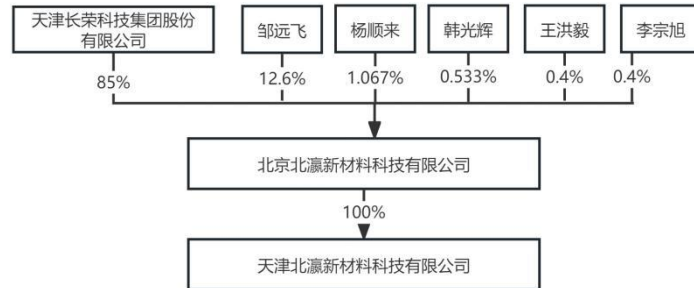 天津长荣科技集团股份
有限公司
邹远飞
杨顺来
韩光辉
王洪毅
李宗旭
85%
12.6%
1.067%
0.533%
0.4%
0.4%
北京北瀛新材料科技有限公司
100%
天津北瀛新材料科技有限公司